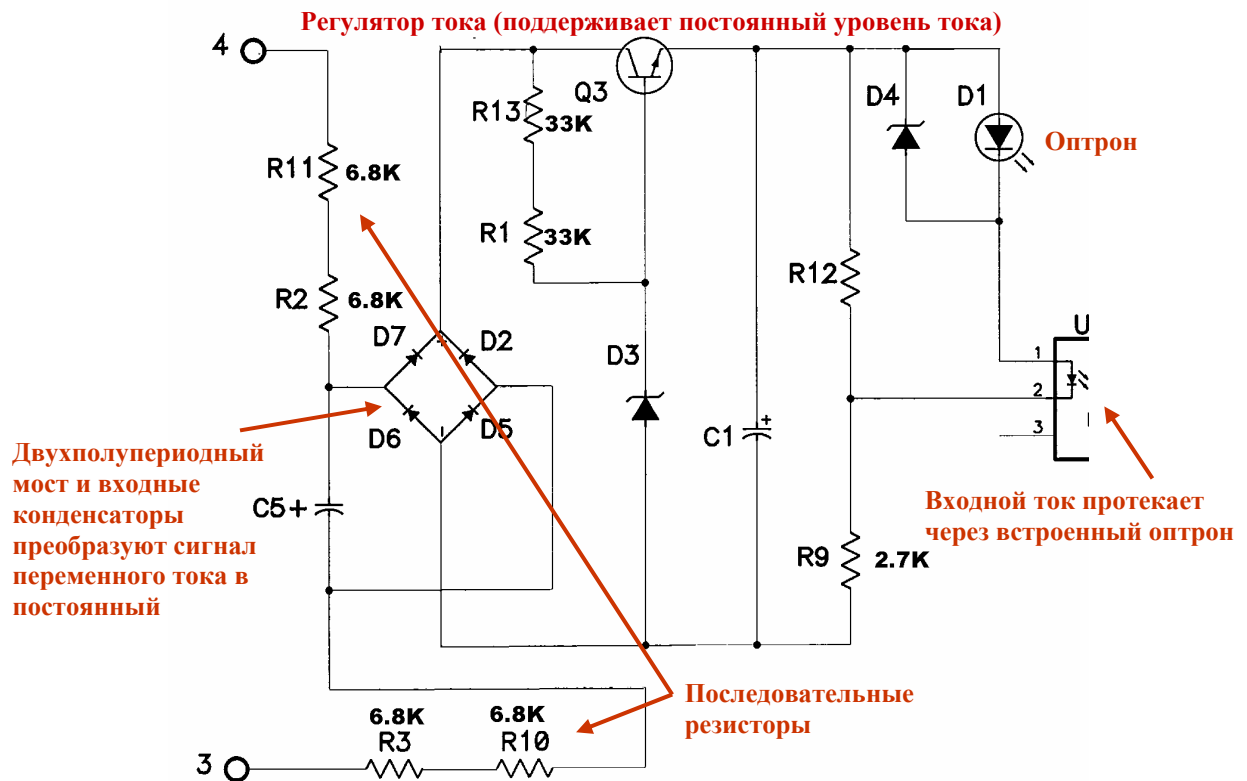 Регулятор тока (поддерживает постоянный уровень тока)
4
Q3
R13
33K
D4
D1
Оптрон
R11
6.8K
R1
33K
R12
R2
6.8K
D7
D2
D3
U
1
2
3
D6
D5
C1
+
+
-
Двухполупериодный
мост и входные
конденсаторы
преобразуют сигнал
переменного тока в
постоянный
C5+
Входной ток протекает
через встроенный оптрон
R9
2.7K
Последовательные
резисторы
6.8K
6.8K
R3
R10
3